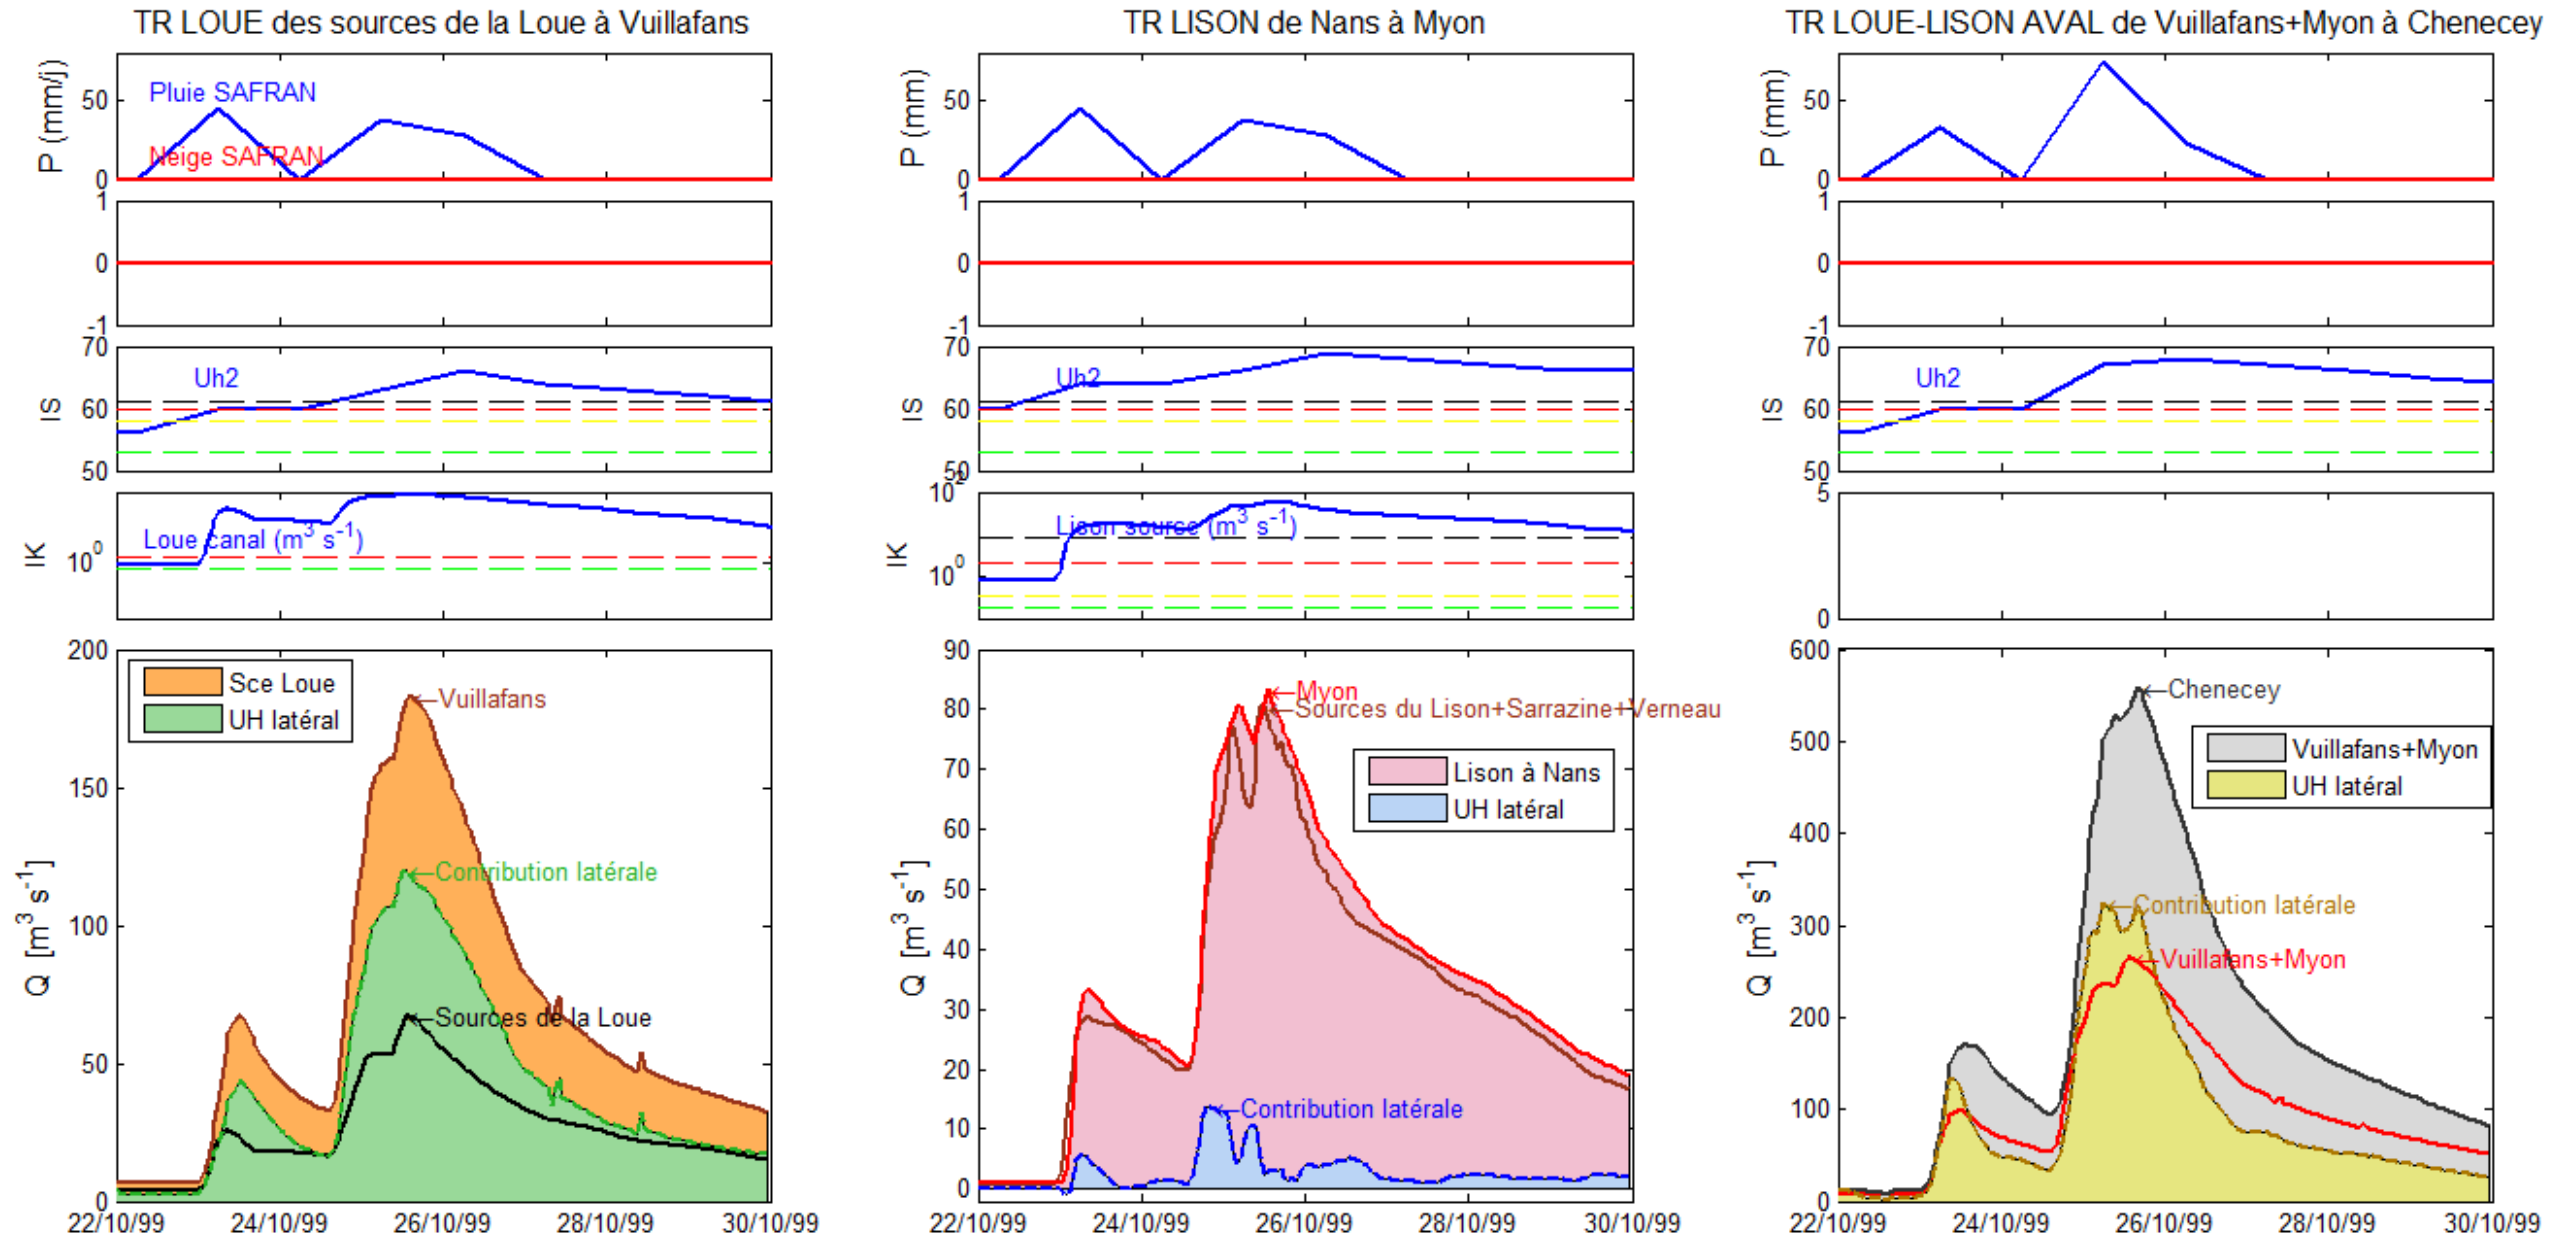 TR LOUE des sources de la Loue à Vuillafans
P (mm/j)
50
0
Pluie SAFRAN
Neige SAFRAN
1
0
-1
IS
70
60
50
Uh2
IK
10^0
Loue canal (m^3 s^-1)
Q [m^3 s^-1]
200
150
100
50
0
Sce Loue
UH latéral
Vuillafans
Contribution latérale
Sources de la Loue
22/10/99 24/10/99 26/10/99 28/10/99 30/10/99
TR LISON de Nans à Myon
P (mm)
50
0
1
0
-1
IS
70
60
50
Uh2
IK
10^2
10^0
Lison source (m^3 s^-1)
Q [m^3 s^-1]
90
80
70
60
50
40
30
20
10
0
Myon
Sources du Lison+Sarrazine+Verneau
Lison à Nans
UH latéral
Contribution latérale
22/10/99 24/10/99 26/10/99 28/10/99 30/10/99
TR LOUE-LISON AVAL de Vuillafans+Myon à Chenecey
P (mm)
50
0
1
0
-1
IS
70
60
50
Uh2
5
0
Q [m^3 s^-1]
600
500
400
300
200
100
0
Chenecey
Vuillafans+Myon
UH latéral
Contribution latérale
Vuillafans+Myon
22/10/99 24/10/99 26/10/99 28/10/99 30/10/99